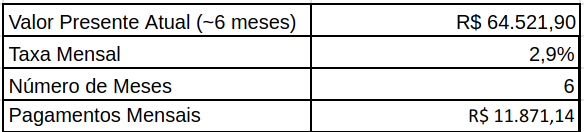 Valor Presente Atual (~6 meses) R$ 64.521,90
Taxa Mensal 2,9%
Número de Meses 6
Pagamentos Mensais R$ 11.871,14